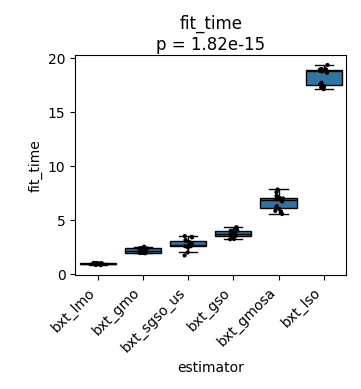 fit_time
p = 1.82e-15
fit_time
20
15
10
5
0
bxt_lmo
bxt_gmo
bxt_sgso_us
bxt_gso
bxt_gmosa
bxt_lso
estimator